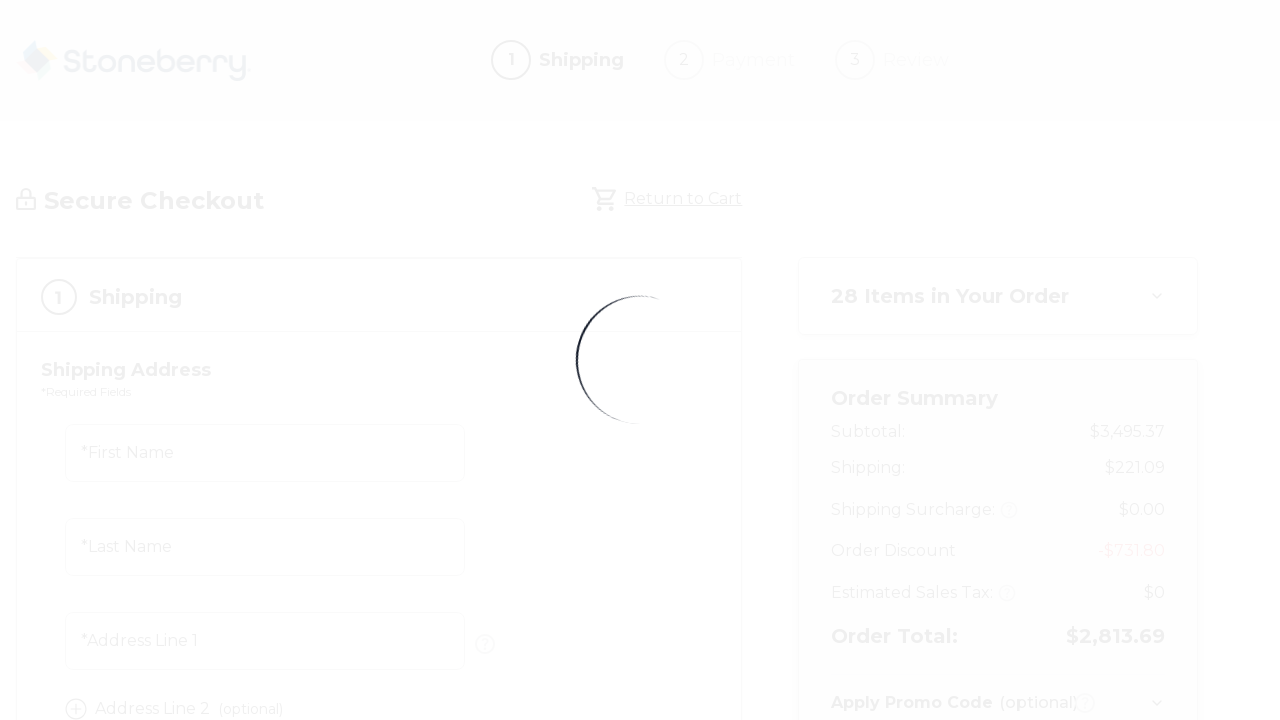 Stoneberry
1 Shipping
2 Payment
3 Review
Secure Checkout
Return to Cart
1 Shipping
Shipping Address
*Required Fields
*First Name
*Last Name
*Address Line 1
?
Address Line 2 (optional)
28 Items in Your Order
Order Summary
Subtotal: $3,495.37
Shipping: $221.09
Shipping Surcharge: ? $0.00
Order Discount -$731.80
Estimated Sales Tax: ? $0
Order Total: $2,813.69
Apply Promo Code (optional) ?